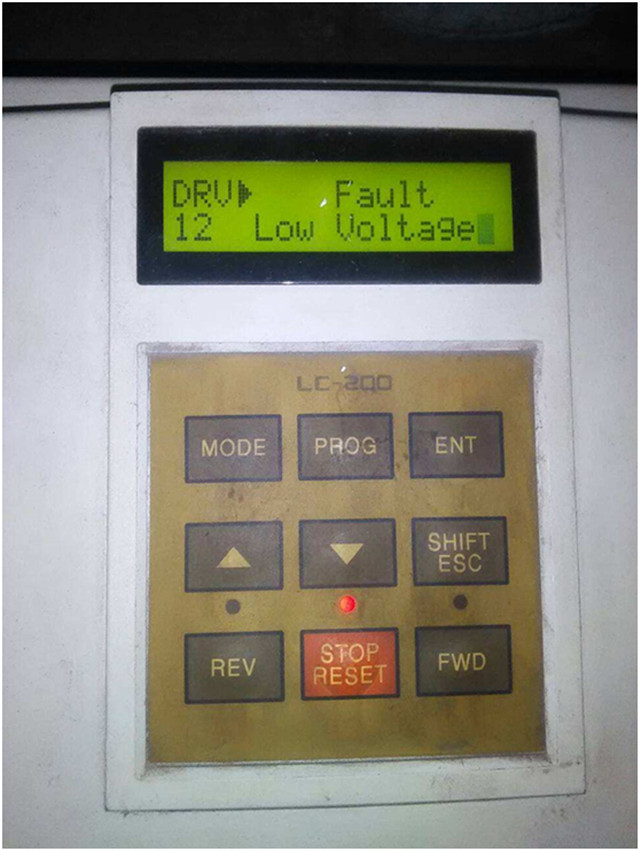 DRV▶ Fault
12 Low Voltage
LC-200
MODE PROG ENT
SHIFT
ESC
REV STOP
RESET FWD